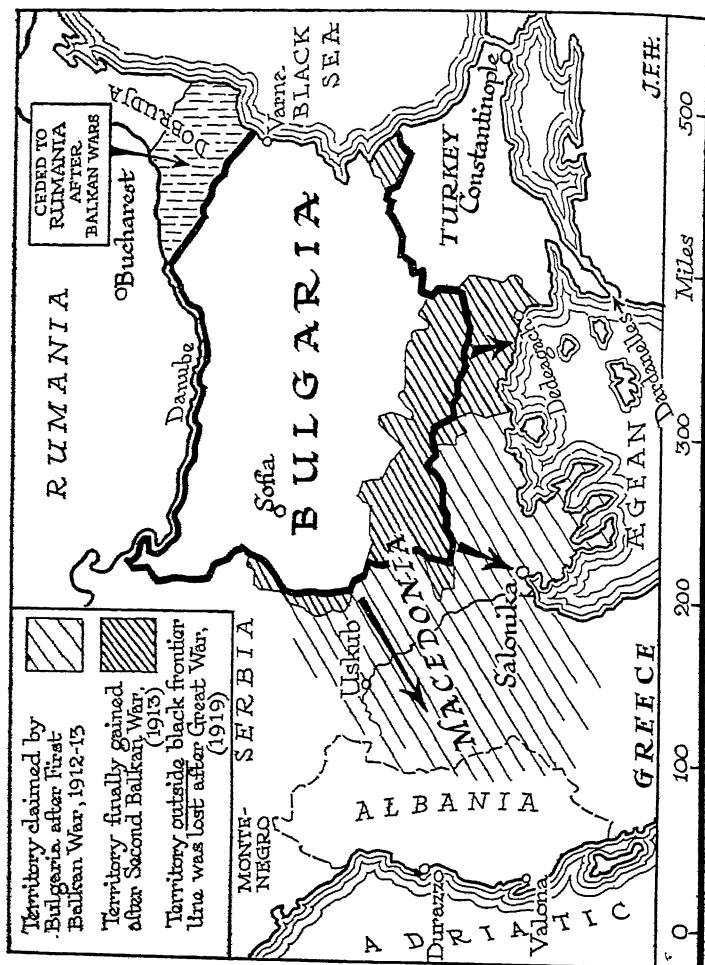 Territory claimed by
Bulgaria after First
Balkan War, 1912-13
Territory finally gained
after Second Balkan War,
(1913)
Territory outside black frontier
line was lost after Great War,
(1919)
CEDED TO
RUMANIA
AFTER
BALKAN WARS
RUMANIA
Bucharest
DOBRUDJA
Danube
Varna
BLACK
SEA
Sofia
BULGARIA
SERBIA
MONTE-
NEGRO
Uskub
MACEDONIA
TURKEY
Constantinople
ALBANIA
Salonika
Dedeagatch
Durazzo
Valona
ADRIATIC
GREECE
ÆGEAN
Dardanelles
J.F.H.
0 100 200 300 Miles 500